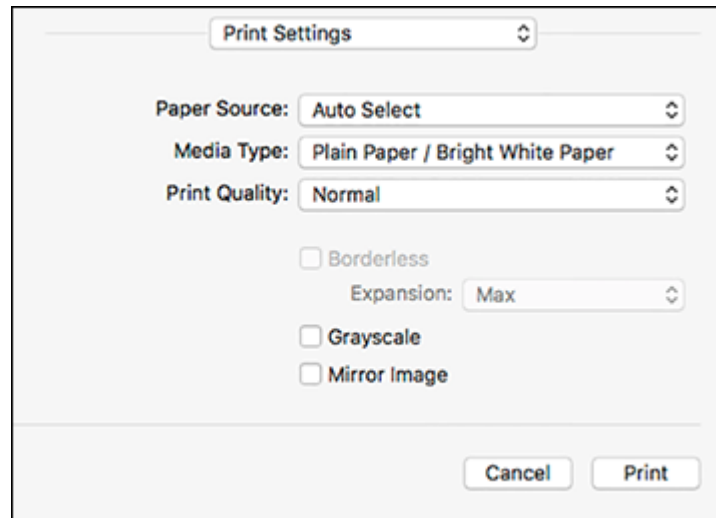 Print Settings
Paper Source: Auto Select
Media Type: Plain Paper / Bright White Paper
Print Quality: Normal
Borderless
Expansion: Max
Grayscale
Mirror Image
Cancel Print